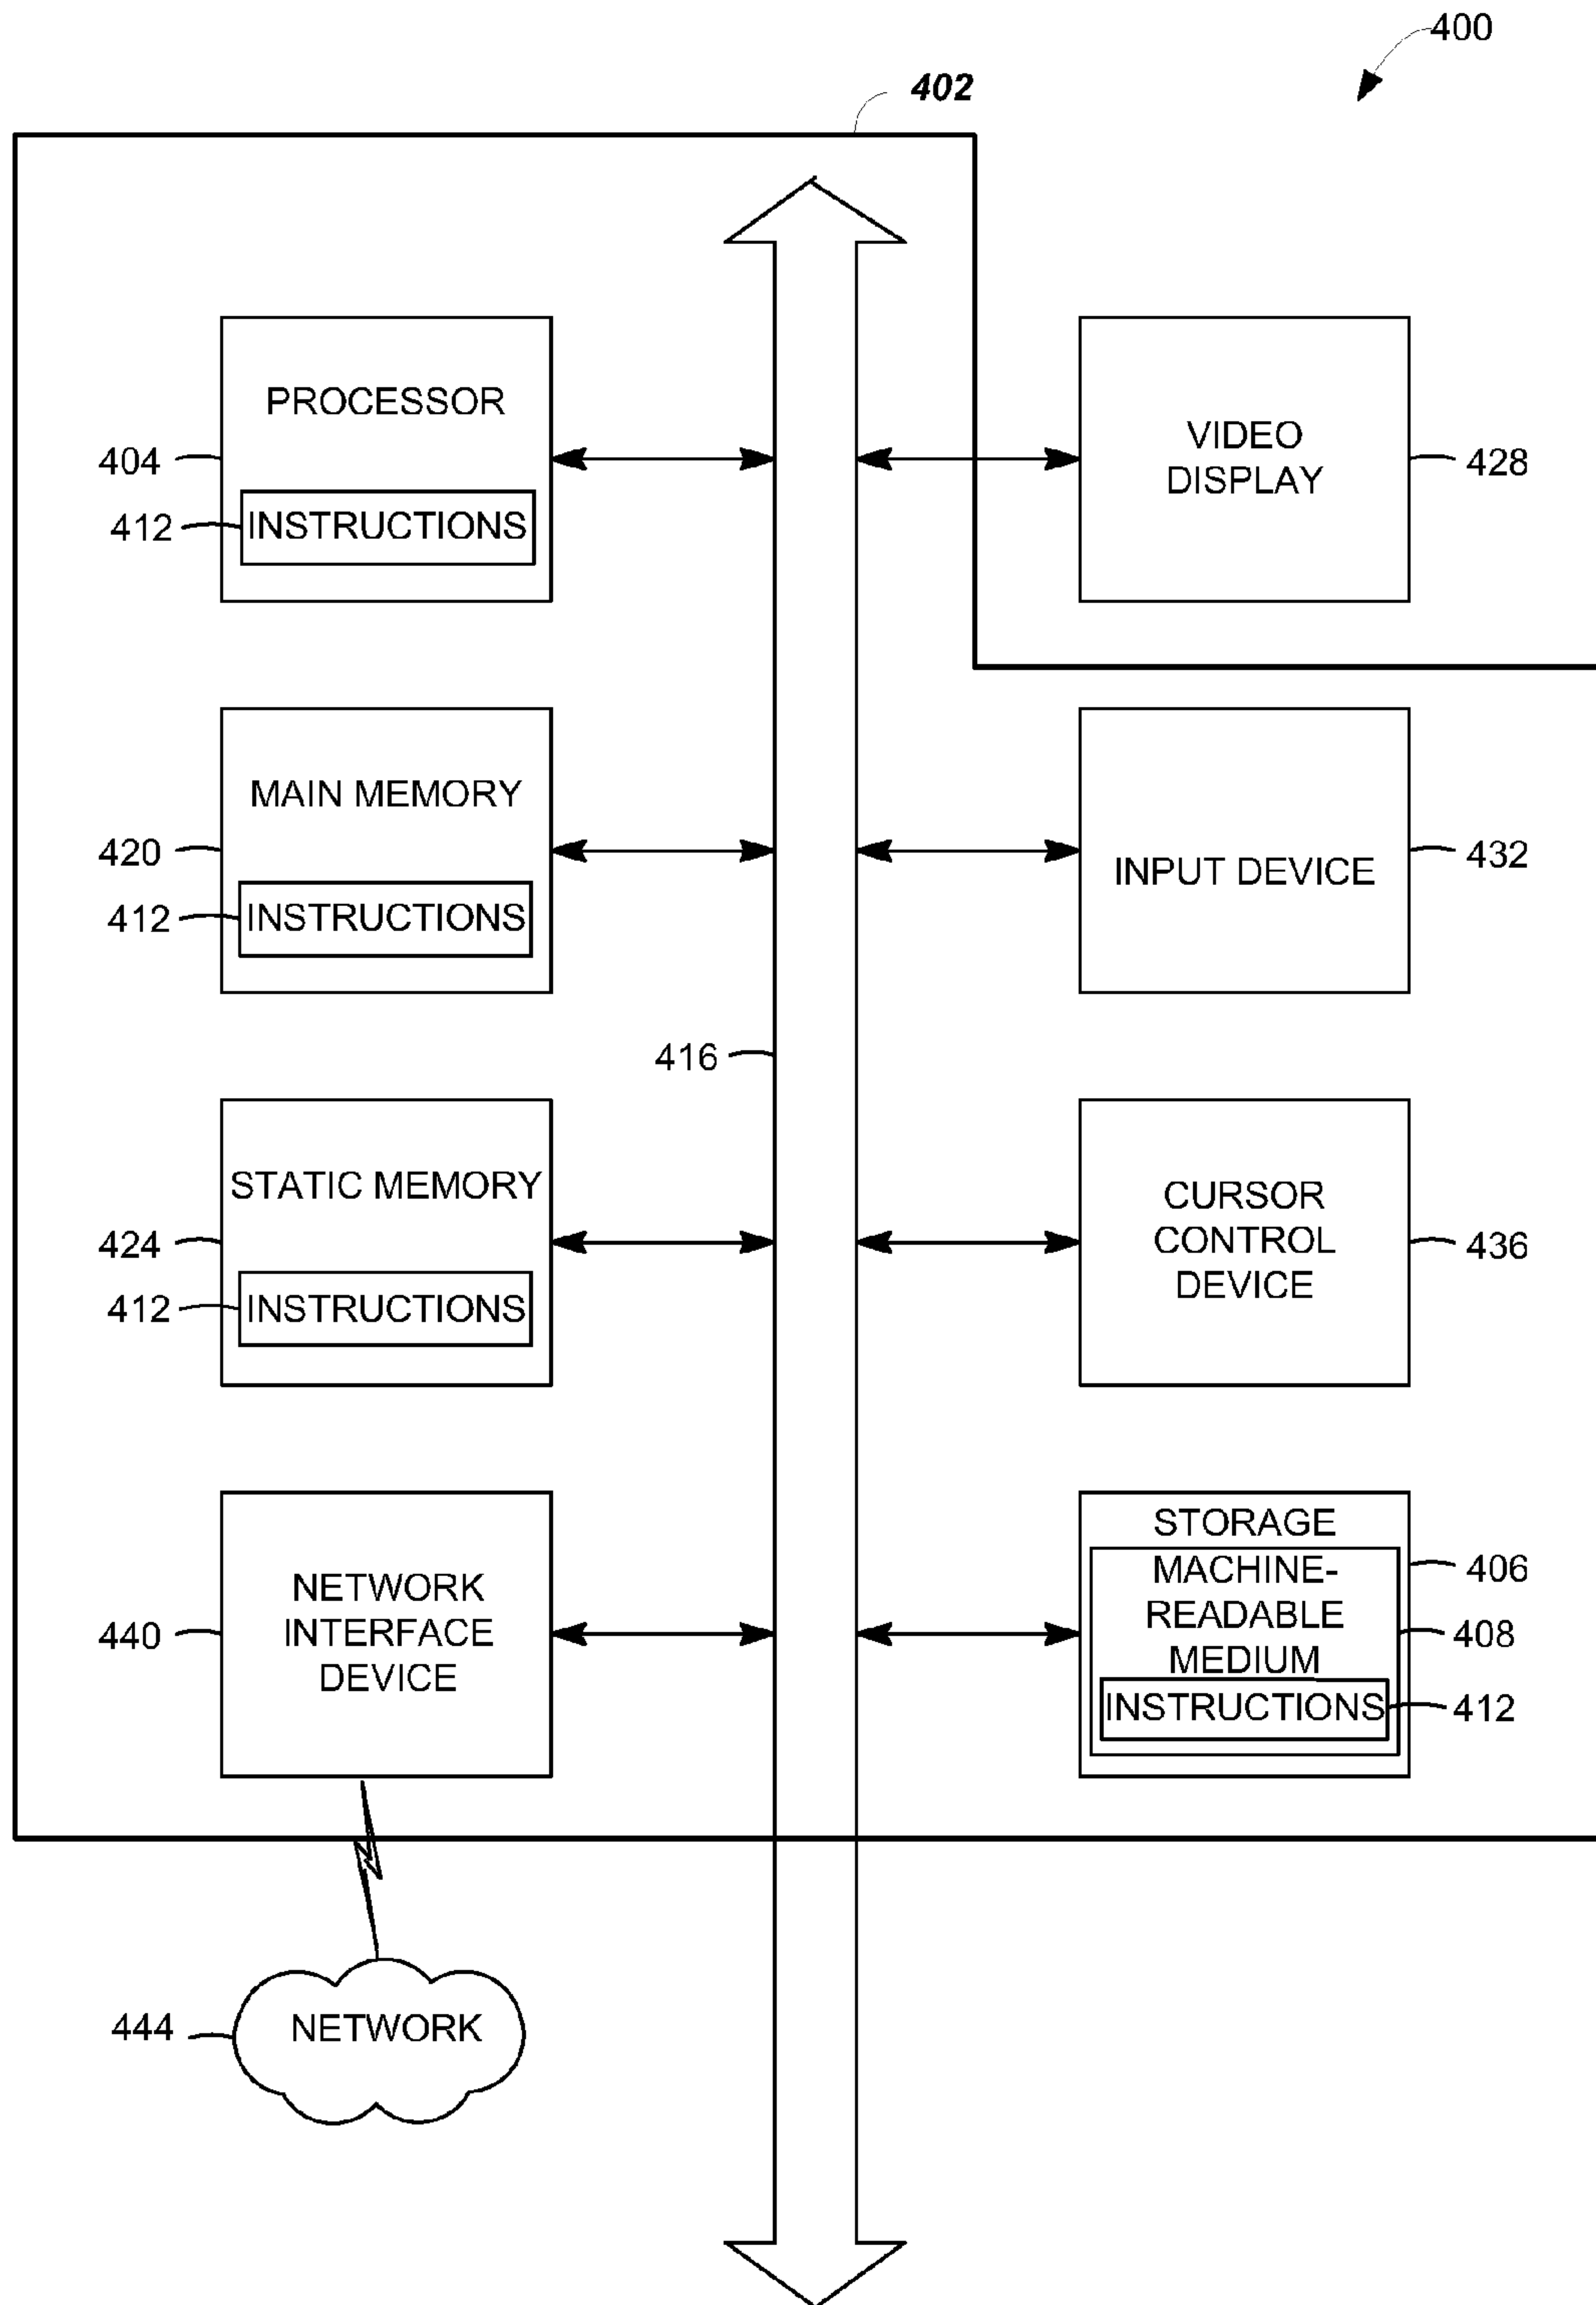 400
402
PROCESSOR
404
412
INSTRUCTIONS
VIDEO
DISPLAY
428
MAIN MEMORY
420
412
INSTRUCTIONS
INPUT DEVICE
432
416
STATIC MEMORY
424
412
INSTRUCTIONS
CURSOR
CONTROL
DEVICE
436
NETWORK
INTERFACE
DEVICE
440
STORAGE
MACHINE-
READABLE
MEDIUM
INSTRUCTIONS
406
408
412
444
NETWORK